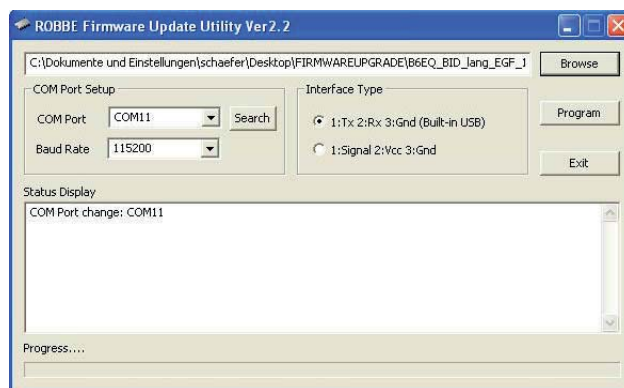 ROBBE Firmware Update Utility Ver2.2
C:\Dokumente und Einstellungen\schaefer\Desktop\FIRMWAREUPGRADE\B6EQ_BID_lang_EGF_1
Browse
COM Port Setup
COM Port
COM11
Search
Baud Rate
115200
Interface Type
1:Tx 2:Rx 3:Gnd (Built-in USB)
1:Signal 2:Vcc 3:Gnd
Program
Exit
Status Display
COM Port change: COM11
Progress....